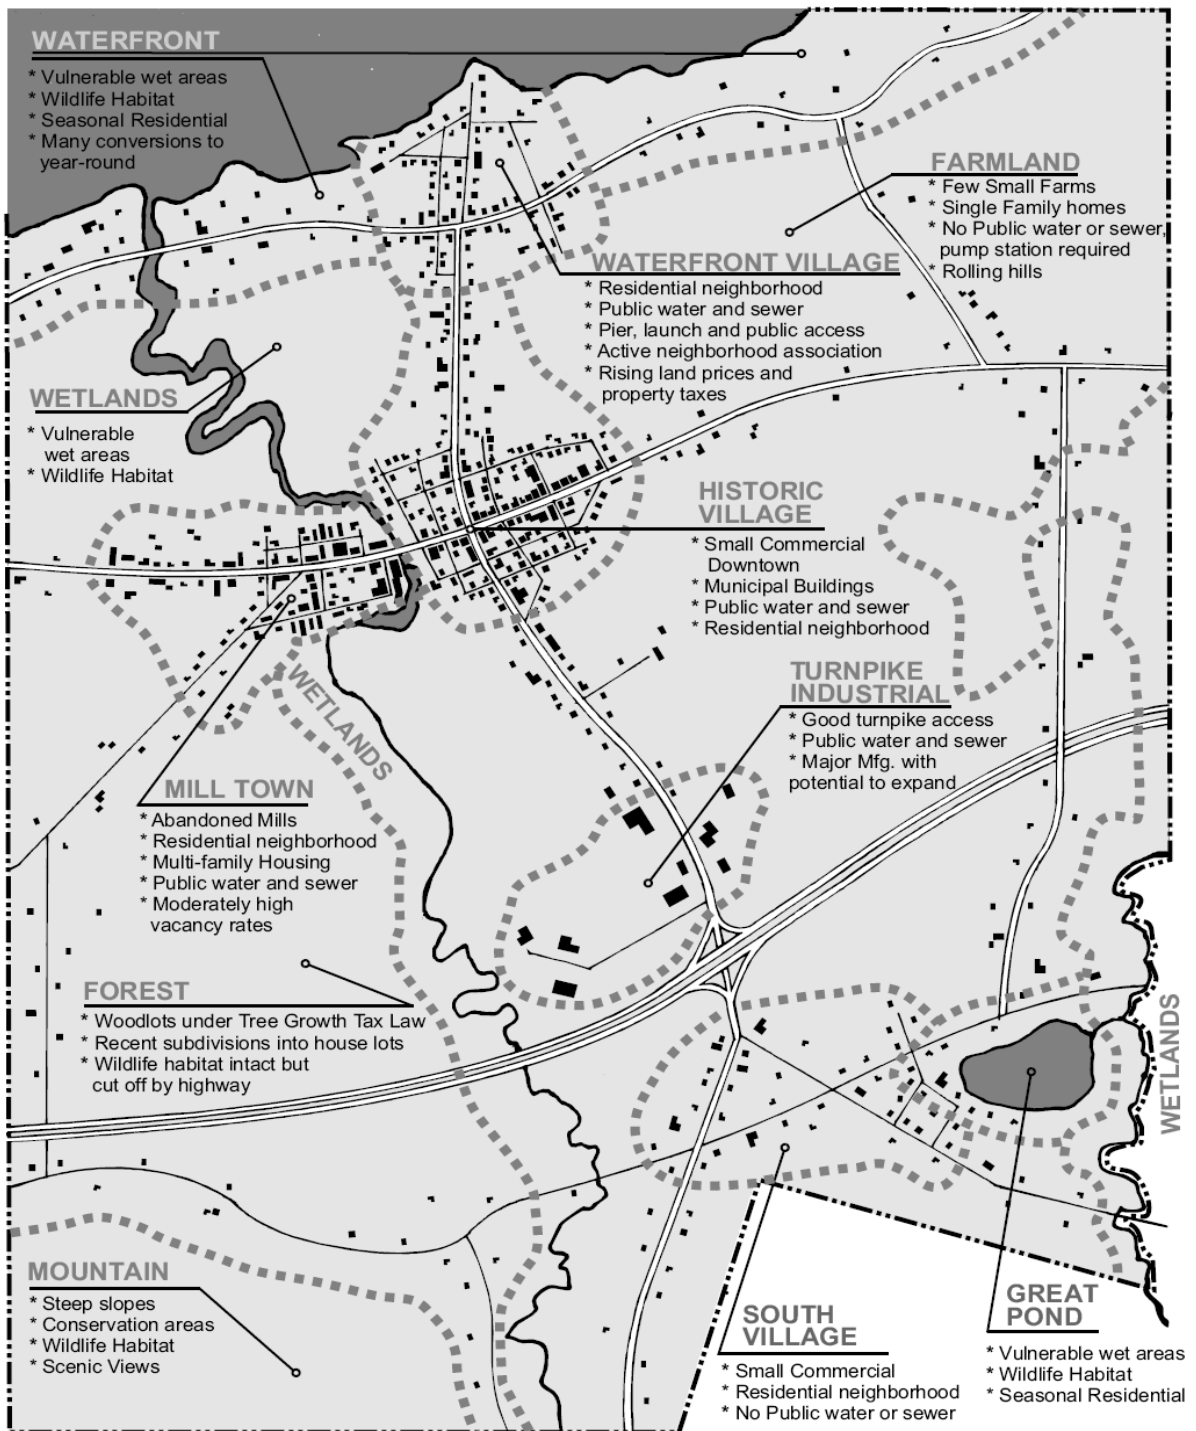 WATERFRONT
* Vulnerable wet areas
* Wildlife Habitat
* Seasonal Residential
* Many conversions to
year-round
FARMLAND
* Few Small Farms
* Single Family homes
* No Public water or sewer,
pump station required
* Rolling hills
WATERFRONT VILLAGE
* Residential neighborhood
* Public water and sewer
* Pier, launch and public access
* Active neighborhood association
* Rising land prices and
property taxes
WETLANDS
* Vulnerable
wet areas
* Wildlife Habitat
HISTORIC
VILLAGE
* Small Commercial
Downtown
* Municipal Buildings
* Public water and sewer
* Residential neighborhood
WETLANDS
TURNPIKE
INDUSTRIAL
* Good turnpike access
* Public water and sewer
* Major Mfg. with
potential to expand
MILL TOWN
* Abandoned Mills
* Residential neighborhood
* Multi-family Housing
* Public water and sewer
* Moderately high
vacancy rates
FOREST
* Woodlots under Tree Growth Tax Law
* Recent subdivisions into house lots
* Wildlife habitat intact but
cut off by highway
WETLANDS
MOUNTAIN
* Steep slopes
* Conservation areas
* Wildlife Habitat
* Scenic Views
SOUTH
VILLAGE
* Small Commercial
* Residential neighborhood
* No Public water or sewer
GREAT
POND
* Vulnerable wet areas
* Wildlife Habitat
* Seasonal Residential